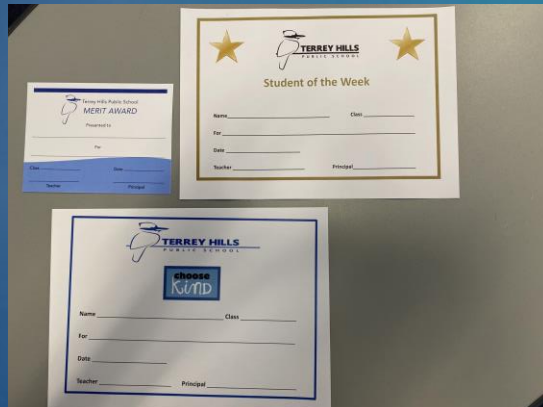 Terrey Hills Public School
MERIT AWARD
Presented to
For
Class Date
Teacher Principal
TERREY HILLS
PUBLIC SCHOOL
Student of the Week
Name Class
For
Date
Teacher Principal
TERREY HILLS
PUBLIC SCHOOL
choose
KiND
Name Class
For
Date
Teacher Principal